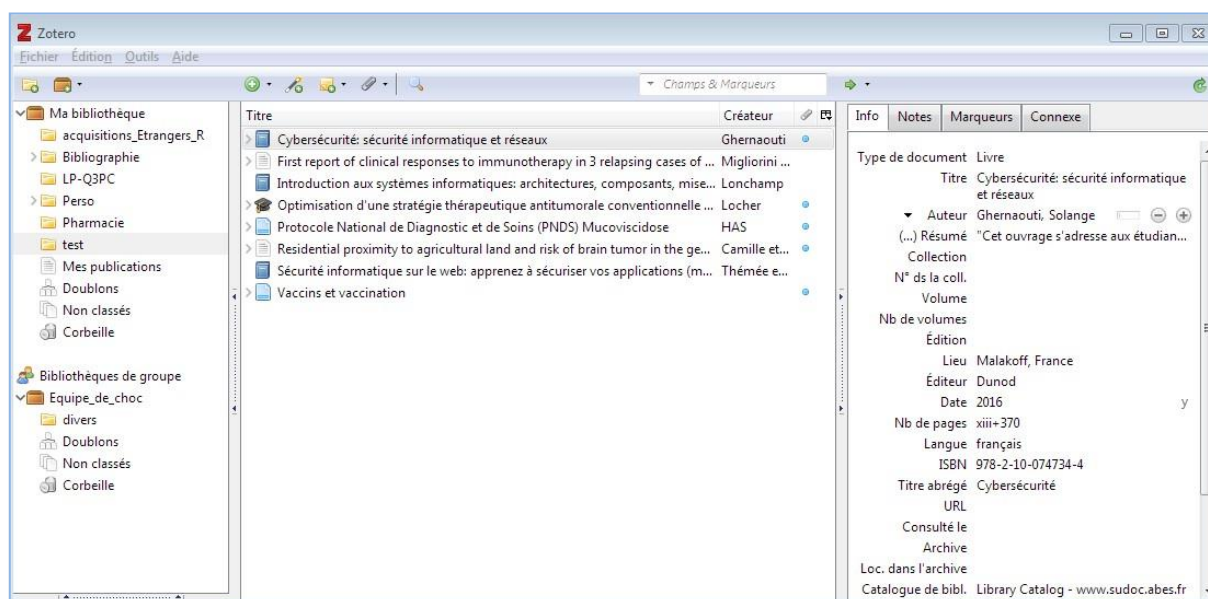 Zotero
Fichier Édition Outils Aide
Champs & Marqueurs
Ma bibliothèque
acquisitions_Etrangers_R
Bibliographie
LP-Q3PC
Perso
Pharmacie
test
Mes publications
Doublons
Non classés
Corbeille
Bibliothèques de groupe
Equipe_de_choc
divers
Doublons
Non classés
Corbeille
Titre Créateur
Cybersécurité: sécurité informatique et réseaux Ghernaouti
First report of clinical responses to immunotherapy in 3 relapsing cases of ... Migliorini ...
Introduction aux systèmes informatiques: architectures, composants, mise... Lonchamp
Optimisation d'une stratégie thérapeutique antitumorale conventionnelle ... Locher
Protocole National de Diagnostic et de Soins (PNDS) Mucoviscidose HAS
Residential proximity to agricultural land and risk of brain tumor in the ge... Camille et...
Sécurité informatique sur le web: apprenez à sécuriser vos applications (m... Thémée e...
Vaccins et vaccination
Info Notes Marqueurs Connexe
Type de document Livre
Titre Cybersécurité: sécurité informatique
et réseaux
Auteur Ghernaouti, Solange
(...) Résumé "Cet ouvrage s'adresse aux étudian...
Collection
N° ds la coll.
Volume
Nb de volumes
Édition
Lieu Malakoff, France
Éditeur Dunod
Date 2016 y
Nb de pages xiii+370
Langue français
ISBN 978-2-10-074734-4
Titre abrégé Cybersécurité
URL
Consulté le
Archive
Loc. dans l'archive
Catalogue de bibl. Library Catalog - www.sudoc.abes.fr